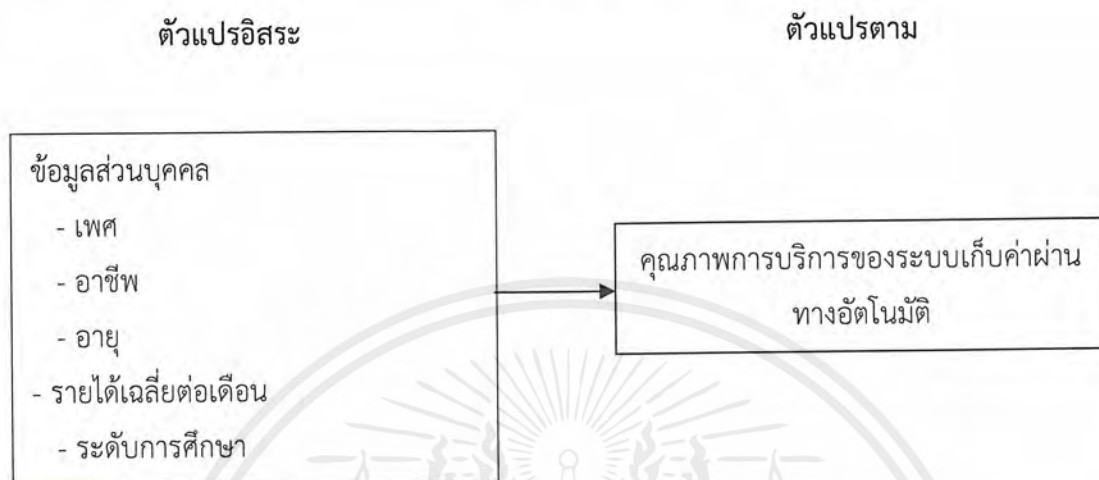 ตัวแปรอิสระ
ตัวแปรตาม
ข้อมูลส่วนบุคคล
- เพศ
- อาชีพ
- อายุ
- รายได้เฉลี่ยต่อเดือน
- ระดับการศึกษา
คุณภาพการบริการของระบบเก็บค่าผ่าน
ทางอัตโนมัติ